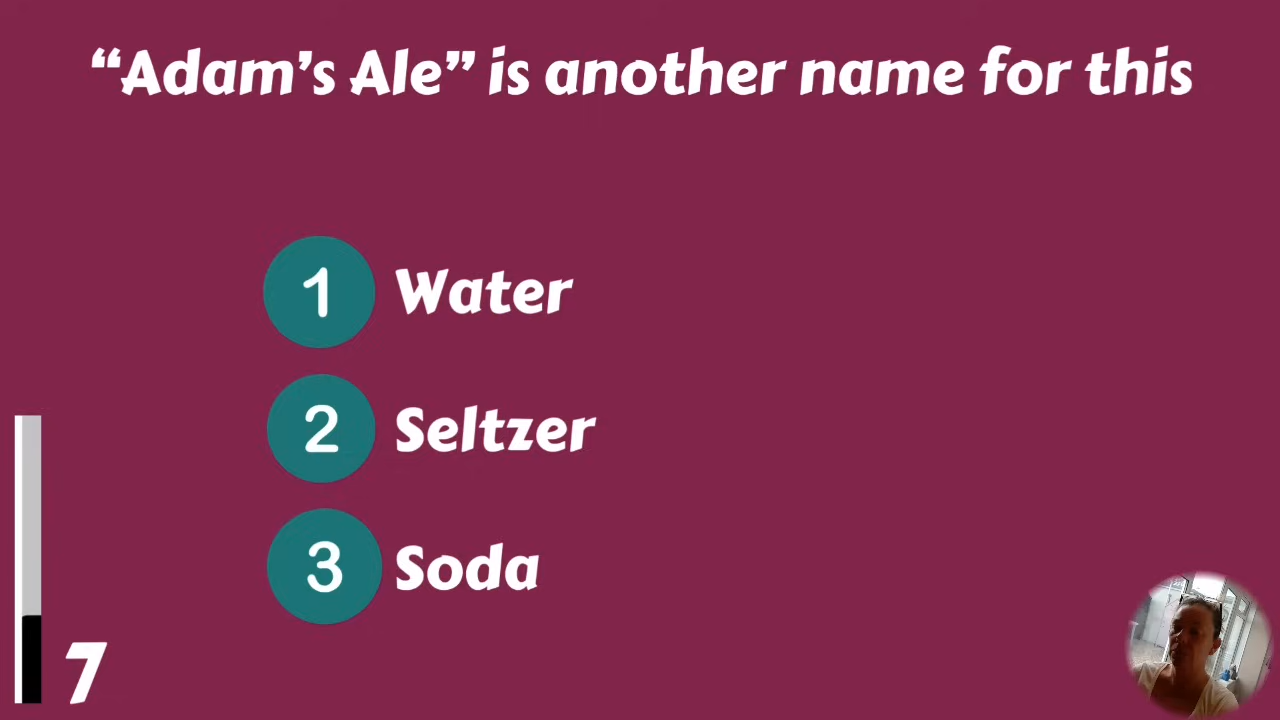 “Adam’s Ale” is another name for this
1 Water
2 Seltzer
3 Soda
7